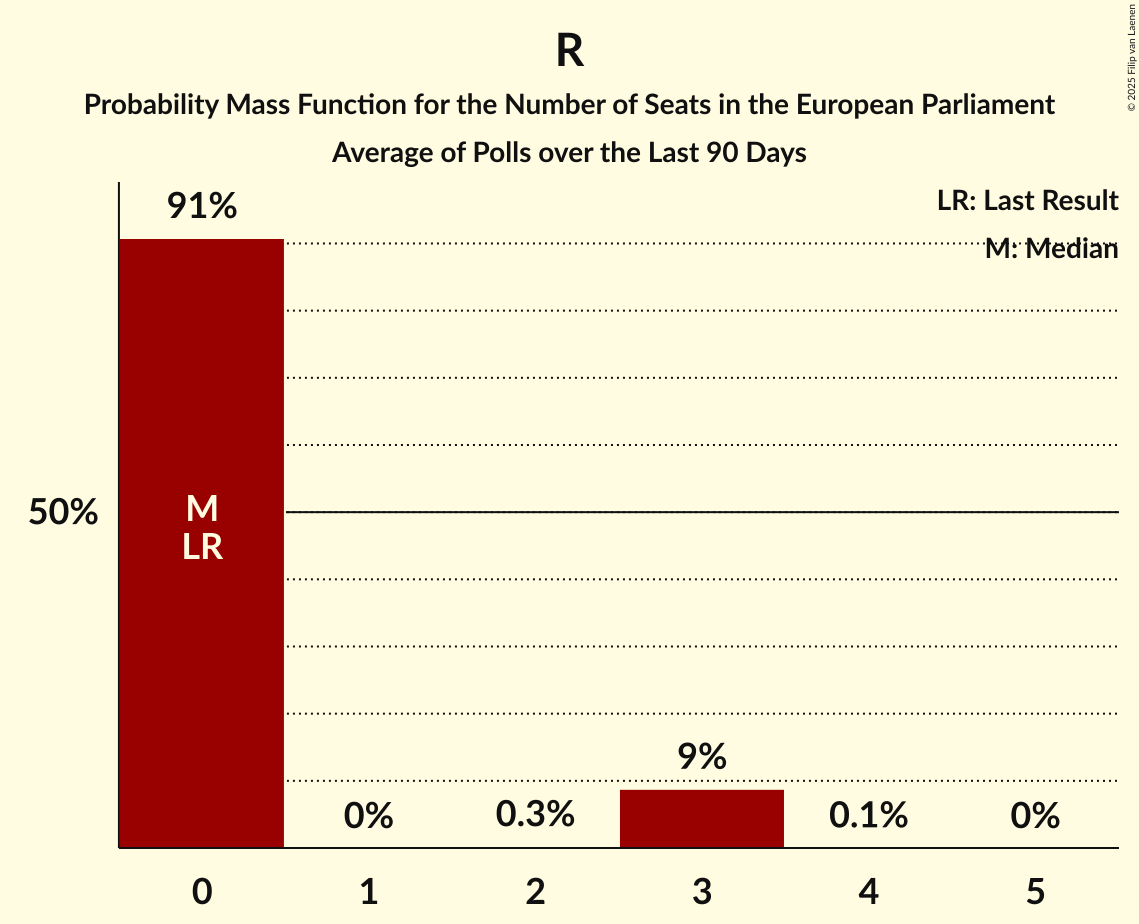 R
Probability Mass Function for the Number of Seats in the European Parliament
Average of Polls over the Last 90 Days
© 2025 Filip van Laenen
LR: Last Result
M: Median
91%
50%
M
LR
9%
0%
0.3%
0.1%
0%
0
1
2
3
4
5